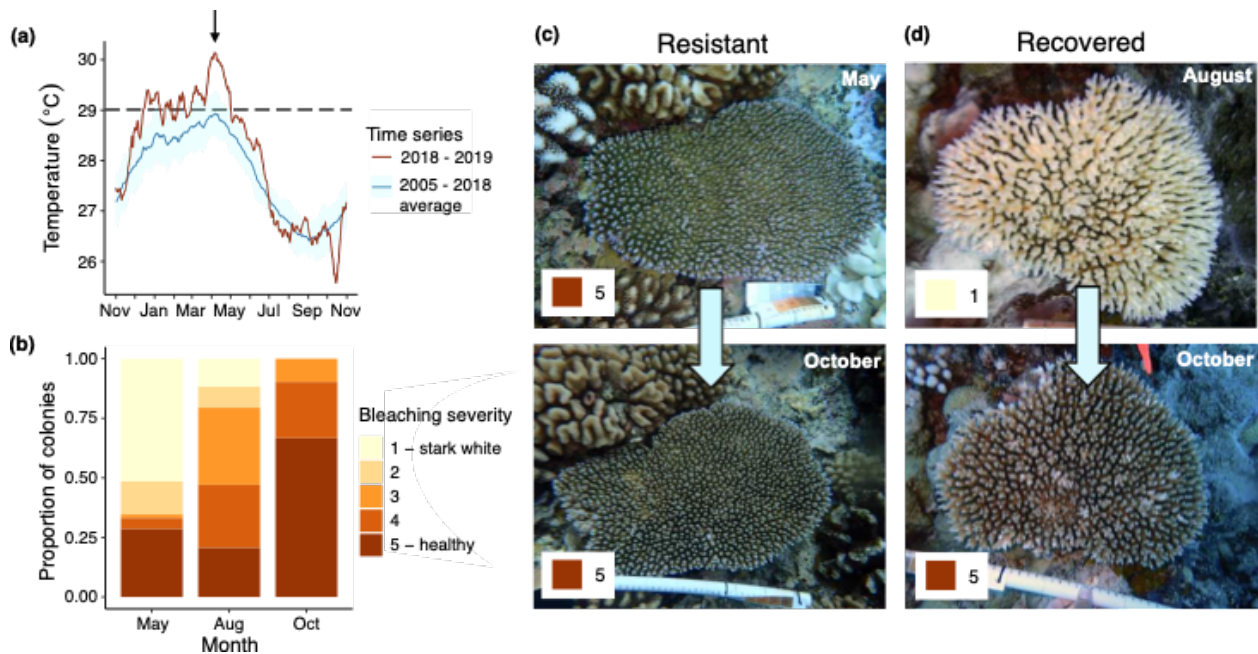 (a)
30
29
28
27
26
Temperature (°C)
Nov Jan Mar May Jul Sep Nov
Time series
2018 - 2019
2005 - 2018
average
(b)
1.00
0.75
0.50
0.25
0.00
Proportion of colonies
May Aug Oct
Month
Bleaching severity
1 – stark white
2
3
4
5 – healthy
(c)
Resistant
May
5
October
5
(d)
Recovered
August
1
October
5